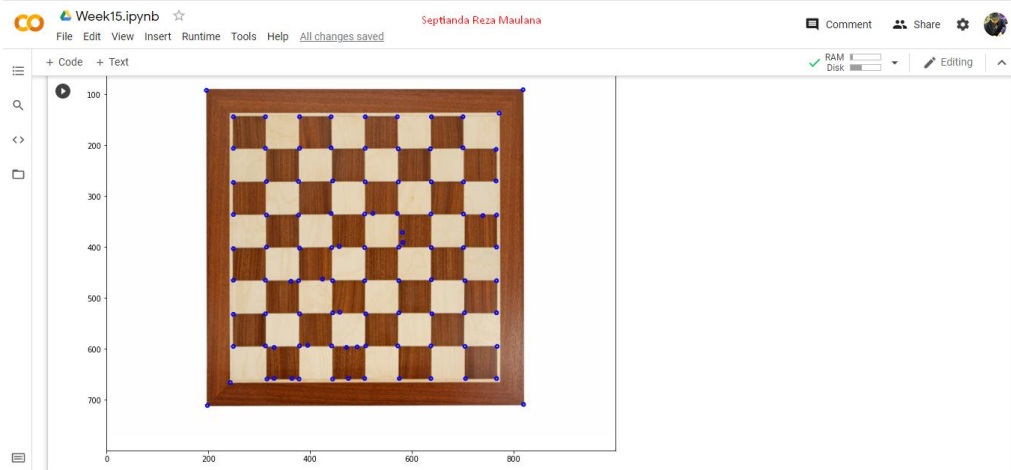 Week15.ipynb
Septianda Reza Maulana
Comment
Share
File Edit View Insert Runtime Tools Help All changes saved
+ Code + Text
RAM
Disk
Editing
100
200
300
400
500
600
700
0 200 400 600 800